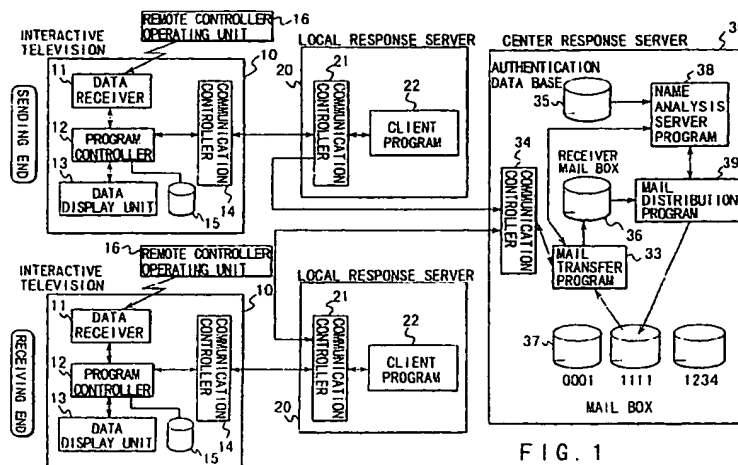 REMOTE CONTROLLER
OPERATING UNIT
16
INTERACTIVE
TELEVISION
10
11
DATA
RECEIVER
12
PROGRAM
CONTROLLER
13
DATA
DISPLAY UNIT
15
COMMUNICATION
CONTROLLER
14
SENDING END
LOCAL RESPONSE SERVER
20
21
COMMUNICATION
CONTROLLER
22
CLIENT
PROGRAM
CENTER RESPONSE SERVER
AUTHENTICATION
DATA BASE
35
38
NAME
ANALYSIS
SERVER
PROGRAM
34
COMMUNICATION
CONTROLLER
RECEIVER
MAIL BOX
36
39
MAIL
DISTRIBUTION
PROGRAM
33
MAIL
TRANSFER
PROGRAM
37
0001
1111
1234
MAIL BOX
16
REMOTE CONTROLLER
OPERATING UNIT
INTERACTIVE
TELEVISION
10
11
DATA
RECEIVER
12
PROGRAM
CONTROLLER
13
DATA
DISPLAY UNIT
15
COMMUNICATION
CONTROLLER
14
RECEIVING END
LOCAL RESPONSE SERVER
20
21
COMMUNICATION
CONTROLLER
22
CLIENT
PROGRAM
FIG. 1